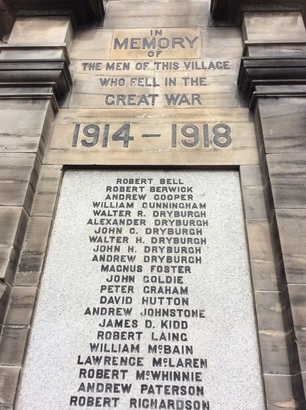 IN
MEMORY
OF
THE MEN OF THIS VILLAGE
WHO FELL IN THE
GREAT WAR
1914 – 1918
ROBERT BELL
ROBERT BERWICK
ANDREW COOPER
WILLIAM CUNNINGHAM
WALTER R. DRYBURGH
ALEXANDER DRYBURGH
JOHN C. DRYBURGH
WALTER H. DRYBURGH
JOHN H. DRYBURGH
ANDREW DRYBURGH
MAGNUS FOSTER
JOHN GOLDIE
PETER GRAHAM
DAVID HUTTON
ANDREW JOHNSTONE
JAMES D. KIDD
ROBERT LAING
WILLIAM McBAIN
LAWRENCE McLAREN
ROBERT McWHINNIE
ANDREW PATERSON
ROBERT RICHARDSON